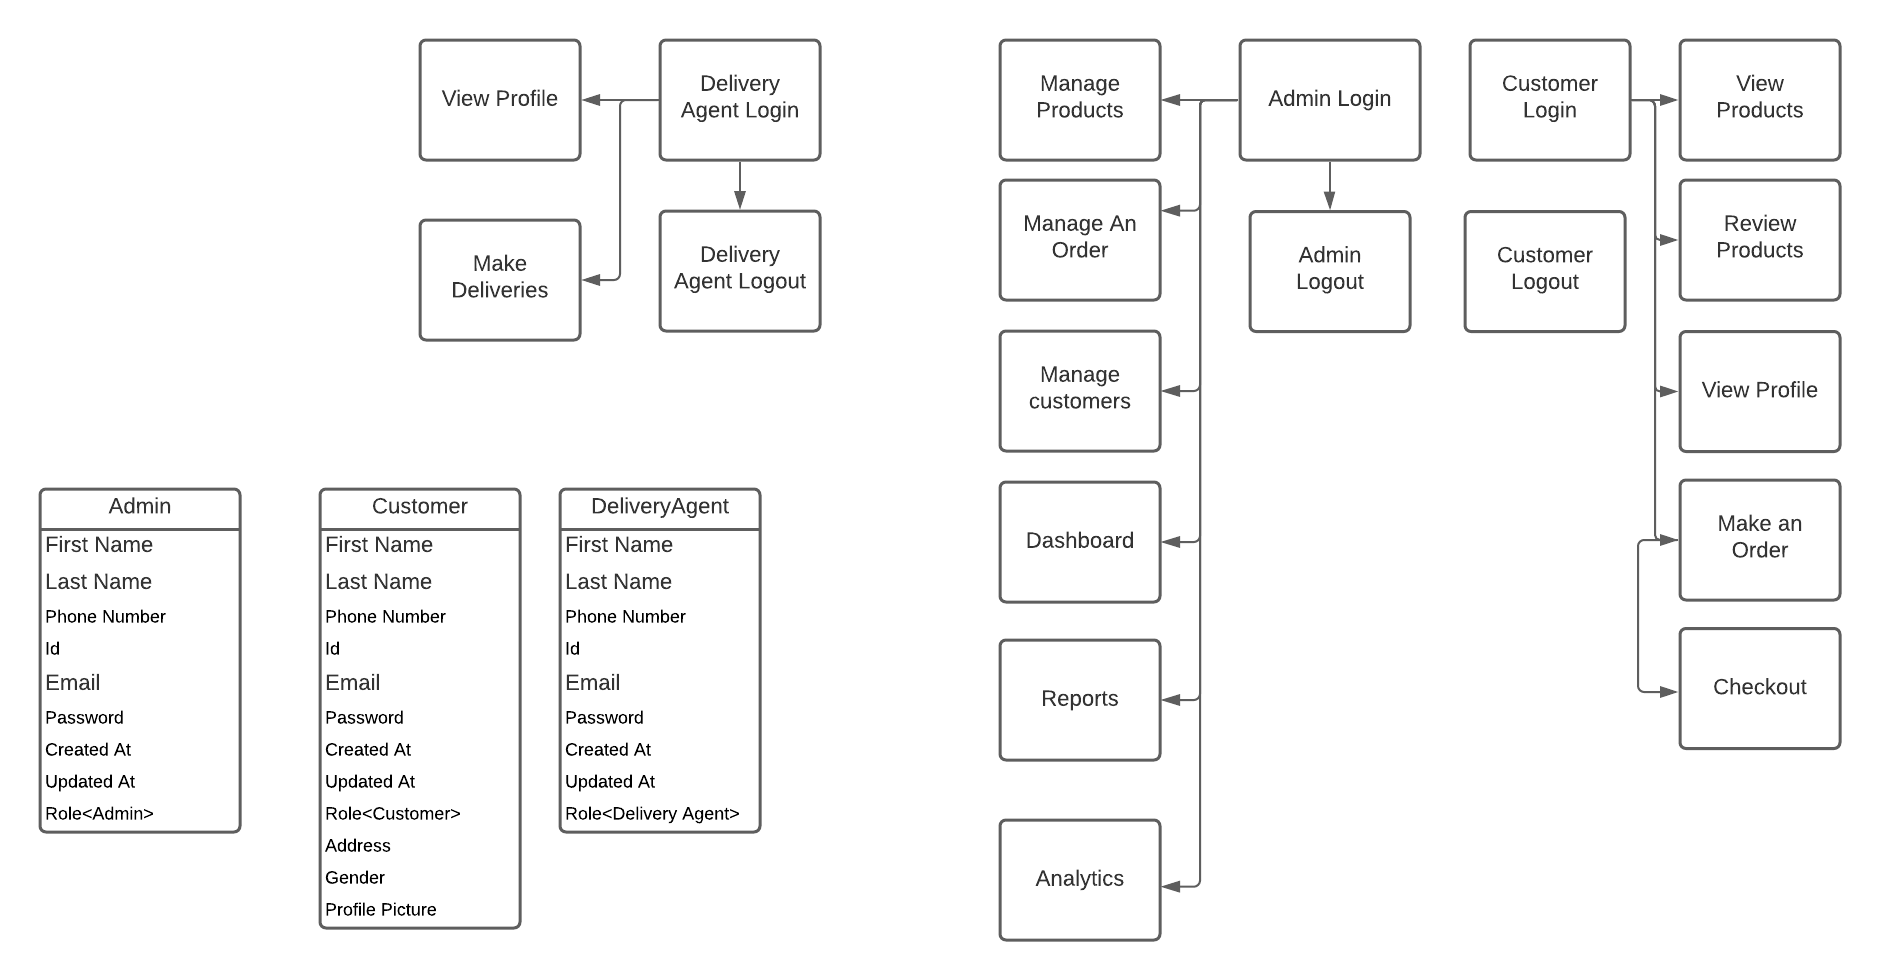 View Profile
Delivery
Agent Login
Make
Deliveries
Delivery
Agent Logout
Manage
Products
Admin Login
Manage An
Order
Admin
Logout
Manage
customers
Dashboard
Reports
Analytics
Customer
Login
View
Products
Customer
Logout
Review
Products
View Profile
Make an
Order
Checkout
Admin
First Name
Last Name
Phone Number
Id
Email
Password
Created At
Updated At
Role<Admin>
Customer
First Name
Last Name
Phone Number
Id
Email
Password
Created At
Updated At
Role<Customer>
Address
Gender
Profile Picture
DeliveryAgent
First Name
Last Name
Phone Number
Id
Email
Password
Created At
Updated At
Role<Delivery Agent>